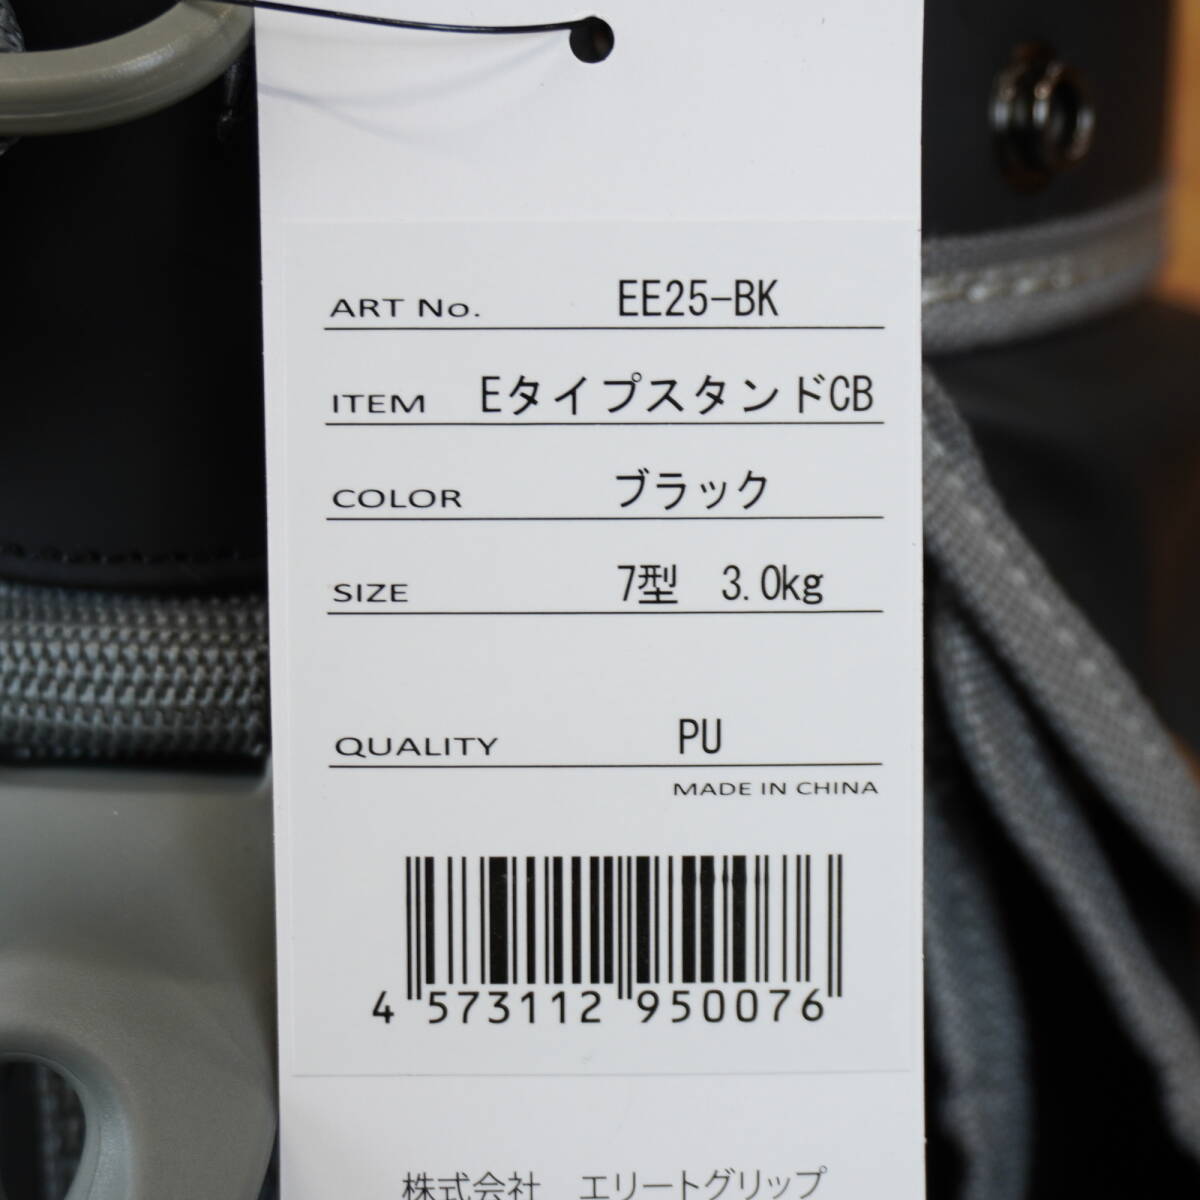 ART No. EE25-BK
ITEM EタイプスタンドCB
COLOR ブラック
SIZE 7型 3.0kg
QUALITY PU
MADE IN CHINA
4 573112 950076
株式会社 エリートグリップ